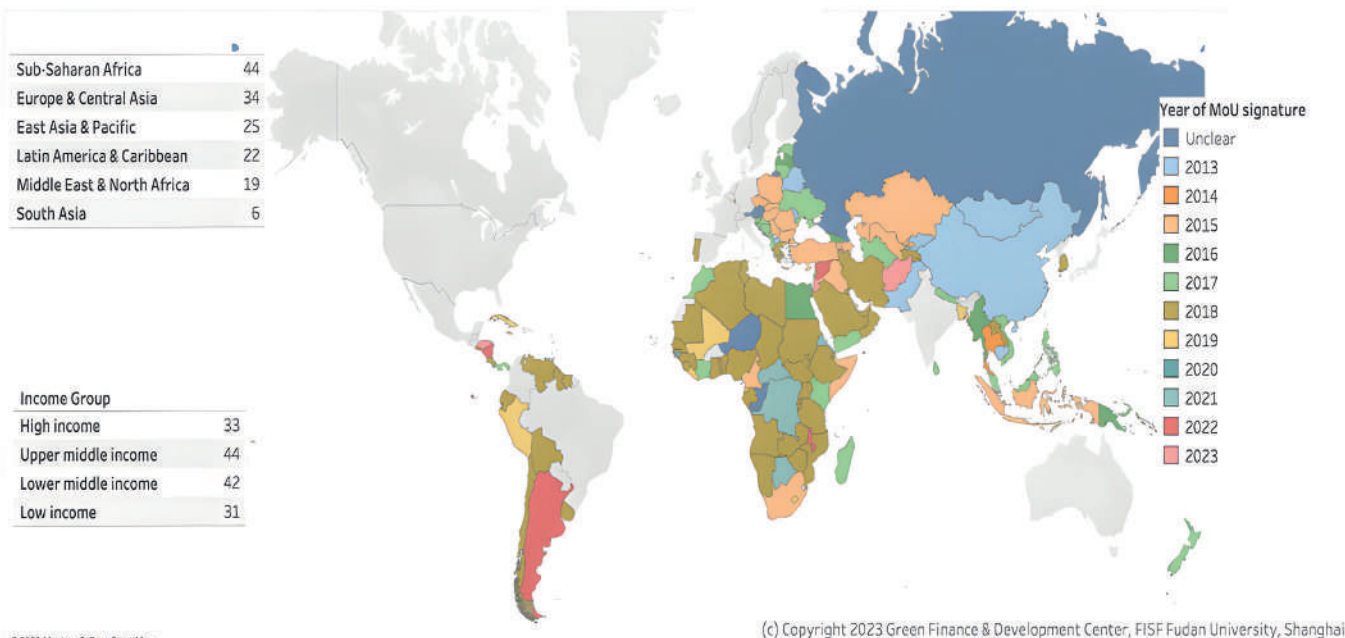 Sub-Saharan Africa 44
Europe & Central Asia 34
East Asia & Pacific 25
Latin America & Caribbean 22
Middle East & North Africa 19
South Asia 6
Income Group
High income 33
Upper middle income 44
Lower middle income 42
Low income 31
Year of MoU signature
Unclear
2013
2014
2015
2016
2017
2018
2019
2020
2021
2022
2023
(c) Copyright 2023 Green Finance & Development Center, FISF Fudan University, Shanghai